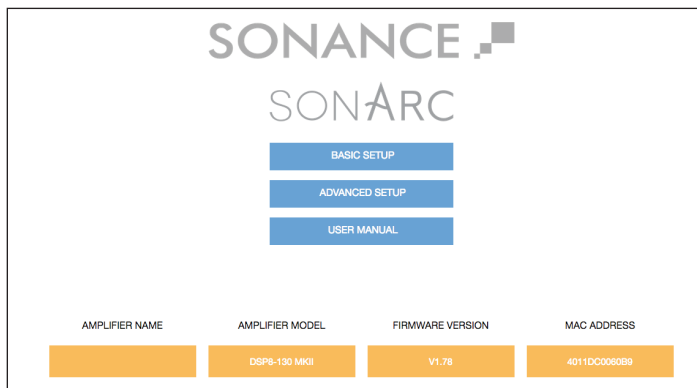 SONANCE
SONARC
BASIC SETUP
ADVANCED SETUP
USER MANUAL
AMPLIFIER NAME AMPLIFIER MODEL FIRMWARE VERSION MAC ADDRESS
DSP8-130 MKII V1.78 4011DC0060B9